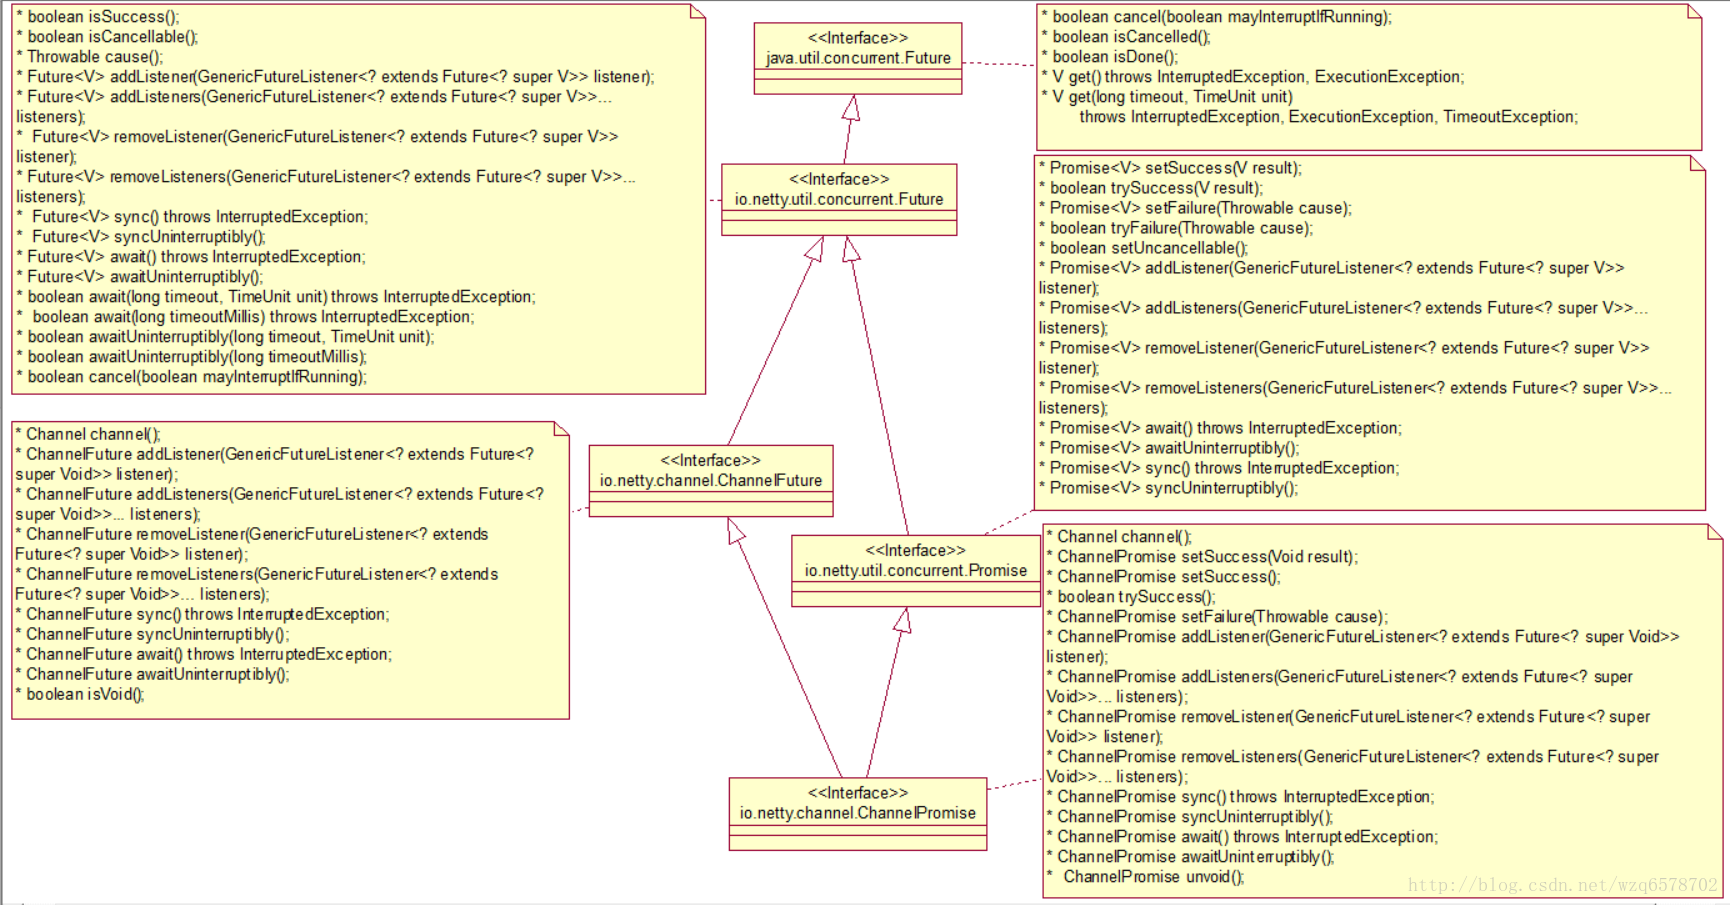 * boolean isSuccess();
* boolean isCancellable();
* Throwable cause();
* Future<V> addListener(GenericFutureListener<? extends Future<? super V>> listener);
* Future<V> addListeners(GenericFutureListener<? extends Future<? super V>>...
listeners);
* Future<V> removeListener(GenericFutureListener<? extends Future<? super V>>
listener);
* Future<V> removeListeners(GenericFutureListener<? extends Future<? super V>>...
listeners);
* Future<V> sync() throws InterruptedException;
* Future<V> syncUninterruptibly();
* Future<V> await() throws InterruptedException;
* Future<V> awaitUninterruptibly();
* boolean await(long timeout, TimeUnit unit) throws InterruptedException;
* boolean await(long timeoutMillis) throws InterruptedException;
* boolean awaitUninterruptibly(long timeout, TimeUnit unit);
* boolean awaitUninterruptibly(long timeoutMillis);
* boolean cancel(boolean mayInterruptIfRunning);
<<Interface>>
java.util.concurrent.Future
* boolean cancel(boolean mayInterruptIfRunning);
* boolean isCancelled();
* boolean isDone();
* V get() throws InterruptedException, ExecutionException;
* V get(long timeout, TimeUnit unit)
throws InterruptedException, ExecutionException, TimeoutException;
<<Interface>>
io.netty.util.concurrent.Future
* Promise<V> setSuccess(V result);
* boolean trySuccess(V result);
* Promise<V> setFailure(Throwable cause);
* boolean tryFailure(Throwable cause);
* boolean setUncancellable();
* Promise<V> addListener(GenericFutureListener<? extends Future<? super V>>
listener);
* Promise<V> addListeners(GenericFutureListener<? extends Future<? super V>>...
listeners);
* Promise<V> removeListener(GenericFutureListener<? extends Future<? super V>>
listener);
* Promise<V> removeListeners(GenericFutureListener<? extends Future<? super V>>...
listeners);
* Promise<V> await() throws InterruptedException;
* Promise<V> awaitUninterruptibly();
* Promise<V> sync() throws InterruptedException;
* Promise<V> syncUninterruptibly();
* Channel channel();
* ChannelFuture addListener(GenericFutureListener<? extends Future<?
super Void>> listener);
* ChannelFuture addListeners(GenericFutureListener<? extends Future<?
super Void>>... listeners);
* ChannelFuture removeListener(GenericFutureListener<? extends
Future<? super Void>> listener);
* ChannelFuture removeListeners(GenericFutureListener<? extends
Future<? super Void>>... listeners);
* ChannelFuture sync() throws InterruptedException;
* ChannelFuture syncUninterruptibly();
* ChannelFuture await() throws InterruptedException;
* ChannelFuture awaitUninterruptibly();
* boolean isVoid();
<<Interface>>
io.netty.channel.ChannelFuture
<<Interface>>
io.netty.util.concurrent.Promise
* Channel channel();
* ChannelPromise setSuccess(Void result);
* ChannelPromise setSuccess();
* boolean trySuccess();
* ChannelPromise setFailure(Throwable cause);
* ChannelPromise addListener(GenericFutureListener<? extends Future<? super Void>>
listener);
* ChannelPromise addListeners(GenericFutureListener<? extends Future<? super
Void>>... listeners);
* ChannelPromise removeListener(GenericFutureListener<? extends Future<? super
Void>> listener);
* ChannelPromise removeListeners(GenericFutureListener<? extends Future<? super
Void>>... listeners);
* ChannelPromise sync() throws InterruptedException;
* ChannelPromise syncUninterruptibly();
* ChannelPromise await() throws InterruptedException;
* ChannelPromise awaitUninterruptibly();
* ChannelPromise unvoid();
<<Interface>>
io.netty.channel.ChannelPromise
http://blog.csdn.net/wzq6578702